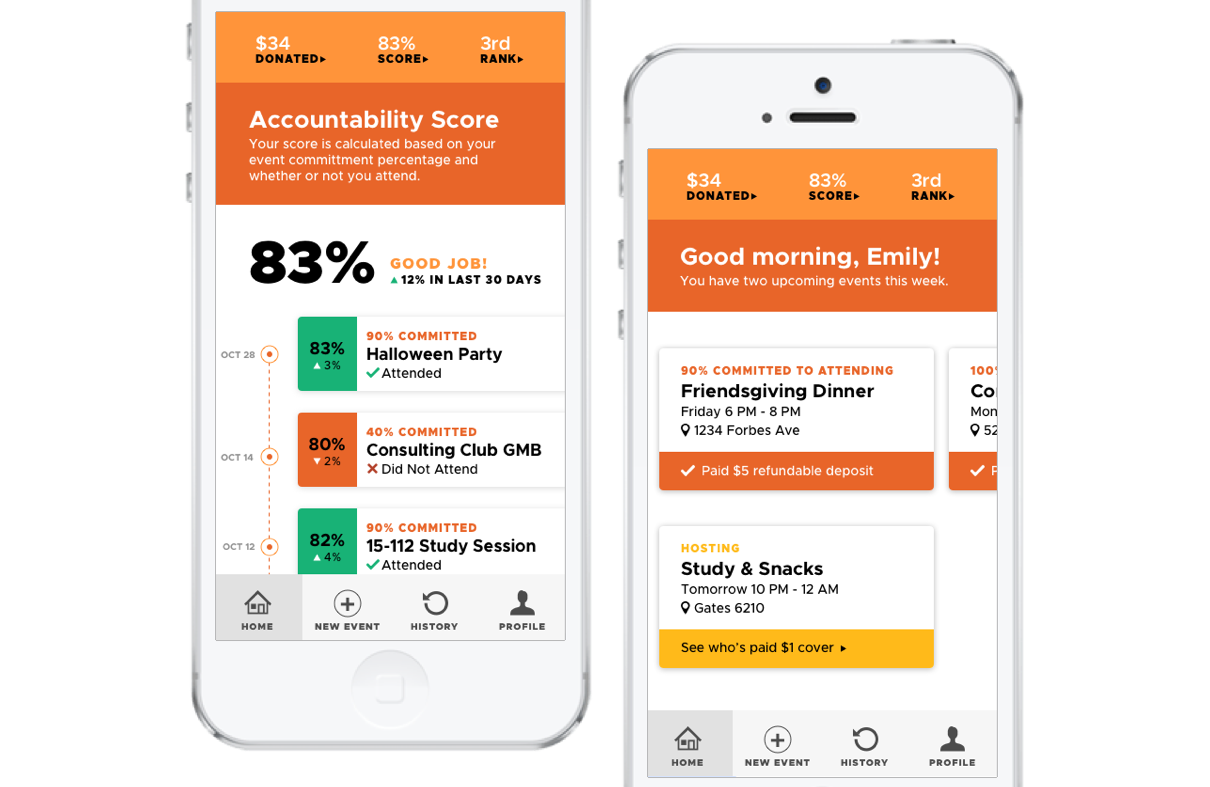 $34
DONATED▸
83%
SCORE▸
3rd
RANK▸
Accountability Score
Your score is calculated based on your
event committment percentage and
whether or not you attend.
83%
GOOD JOB!
▲12% IN LAST 30 DAYS
OCT 28
83%
▲3%
90% COMMITTED
Halloween Party
✓Attended
OCT 14
80%
▼2%
40% COMMITTED
Consulting Club GMB
✕ Did Not Attend
OCT 12
82%
▲4%
90% COMMITTED
15-112 Study Session
✓Attended
HOME
NEW EVENT
HISTORY
PROFILE
$34
DONATED▸
83%
SCORE▸
3rd
RANK▸
Good morning, Emily!
You have two upcoming events this week.
90% COMMITTED TO ATTENDING
Friendsgiving Dinner
Friday 6 PM - 8 PM
1234 Forbes Ave
✓ Paid $5 refundable deposit
100%
Co
Mon
52
HOSTING
Study & Snacks
Tomorrow 10 PM - 12 AM
Gates 6210
See who's paid $1 cover ▸
HOME
NEW EVENT
HISTORY
PROFILE